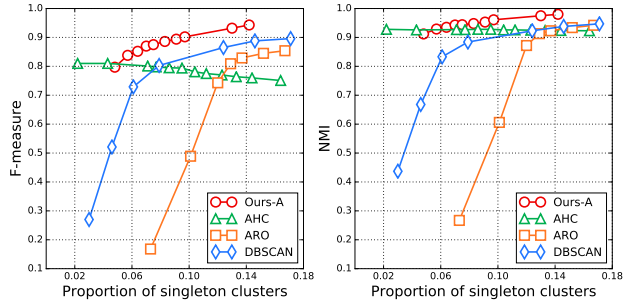 1.0
0.9
0.8
0.7
0.6
0.5
0.4
0.3
0.2
0.1
F-measure
0.02
0.06
0.10
0.14
0.18
Proportion of singleton clusters
Ours-A
AHC
ARO
DBSCAN
1.0
0.9
0.8
0.7
0.6
0.5
0.4
0.3
0.2
0.1
NMI
0.02
0.06
0.10
0.14
0.18
Proportion of singleton clusters
Ours-A
AHC
ARO
DBSCAN